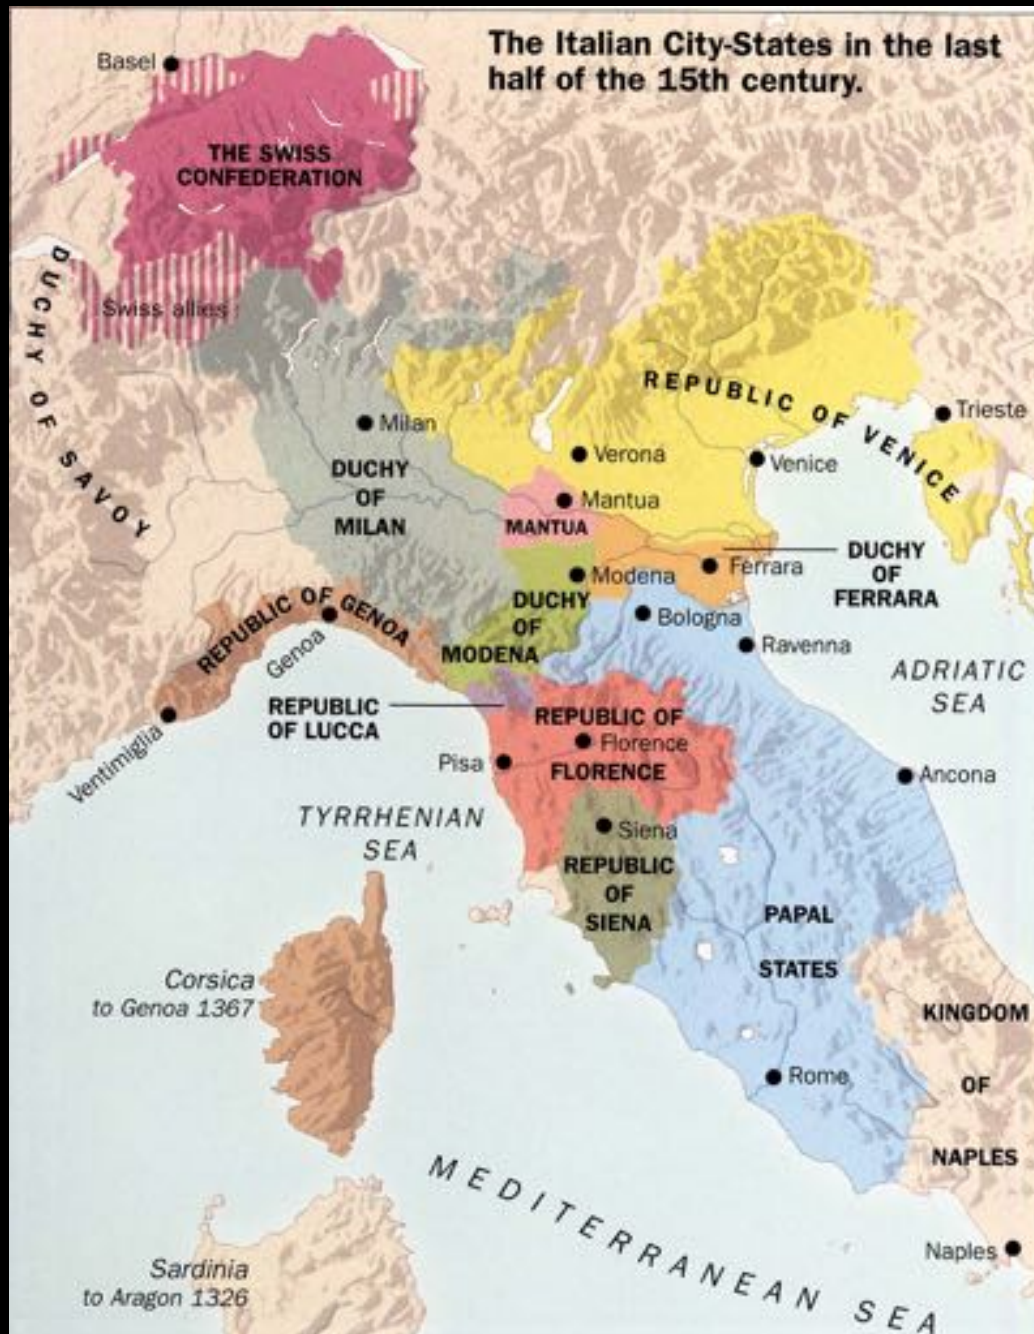 The Italian City-States in the last
half of the 15th century.
Basel
THE SWISS
CONFEDERATION
Swiss allies
DUCHY OF SAVOY
REPUBLIC OF VENICE
Trieste
Milan
Verona
Venice
DUCHY
OF
MILAN
Mantua
MANTUA
DUCHY
OF
FERRARA
Ferrara
Modena
DUCHY
OF
MODENA
Bologna
Ravenna
REPUBLIC OF GENOA
Genoa
ADRIATIC
SEA
REPUBLIC
OF LUCCA
REPUBLIC OF
Florence
FLORENCE
Ventimiglia
Pisa
Ancona
TYRRHENIAN
SEA
Siena
REPUBLIC
OF
SIENA
PAPAL
STATES
Corsica
to Genoa 1367
KINGDOM
OF
NAPLES
Rome
MEDITERRANEAN SEA
Naples
Sardinia
to Aragon 1326